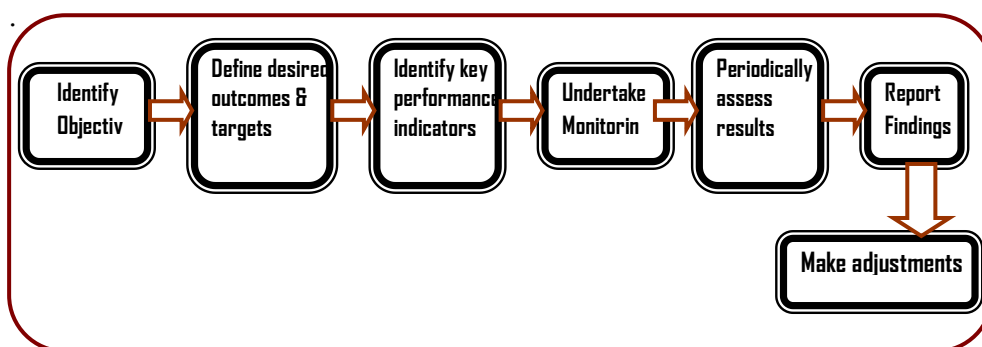 .
Identify
Objectiv
Define desired
outcomes &
targets
Identify key
performance
indicators
Undertake
Monitorin
Periodically
assess
results
Report
Findings
Make adjustments